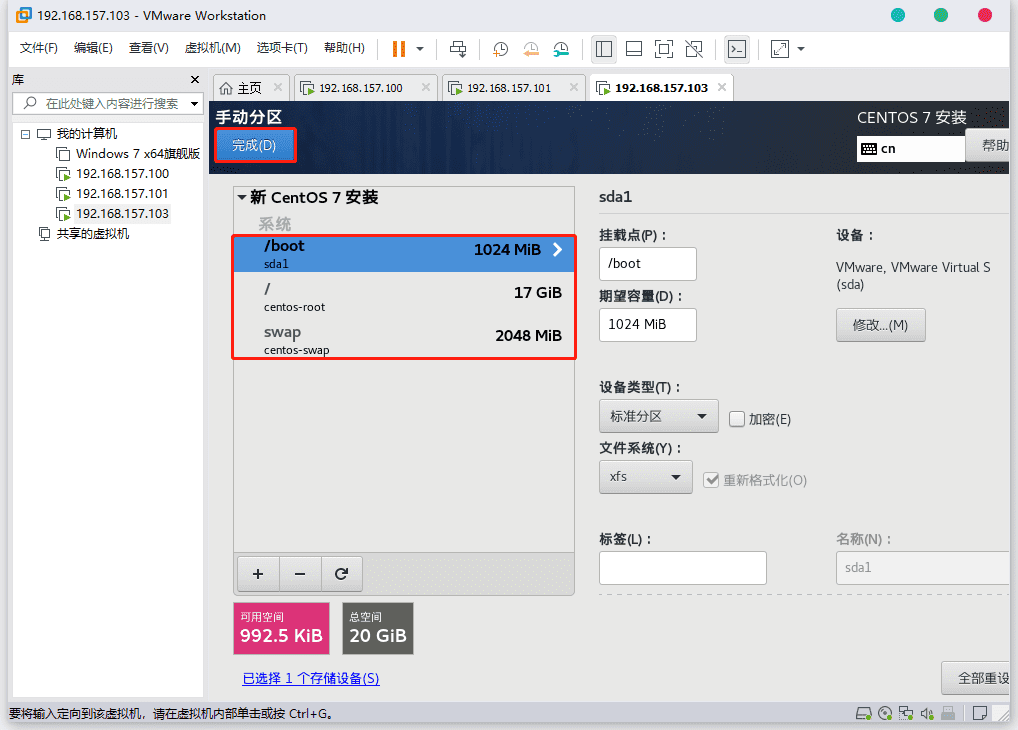 192.168.157.103 - VMware Workstation
文件(F) 编辑(E) 查看(V) 虚拟机(M) 选项卡(T) 帮助(H)
库
在此处键入内容进行搜索
我的计算机
Windows 7 x64旗舰版
192.168.157.100
192.168.157.101
192.168.157.103
共享的虚拟机
主页 192.168.157.100 192.168.157.101 192.168.157.103
手动分区
完成(D)
CENTOS 7 安装
cn
帮助
新 CentOS 7 安装
系统
/boot 1024 MiB
sda1
/ 17 GiB
centos-root
swap 2048 MiB
centos-swap
+ −
可用空间
992.5 KiB
总空间
20 GiB
已选择 1 个存储设备(S)
sda1
挂载点(P)：
/boot
期望容量(D)：
1024 MiB
设备：
VMware, VMware Virtual S
(sda)
修改...(M)
设备类型(T)：
标准分区
加密(E)
文件系统(Y)：
xfs
重新格式化(O)
标签(L)：
名称(N)：
sda1
全部重设
要将输入定向到该虚拟机，请在虚拟机内部单击或按 Ctrl+G。